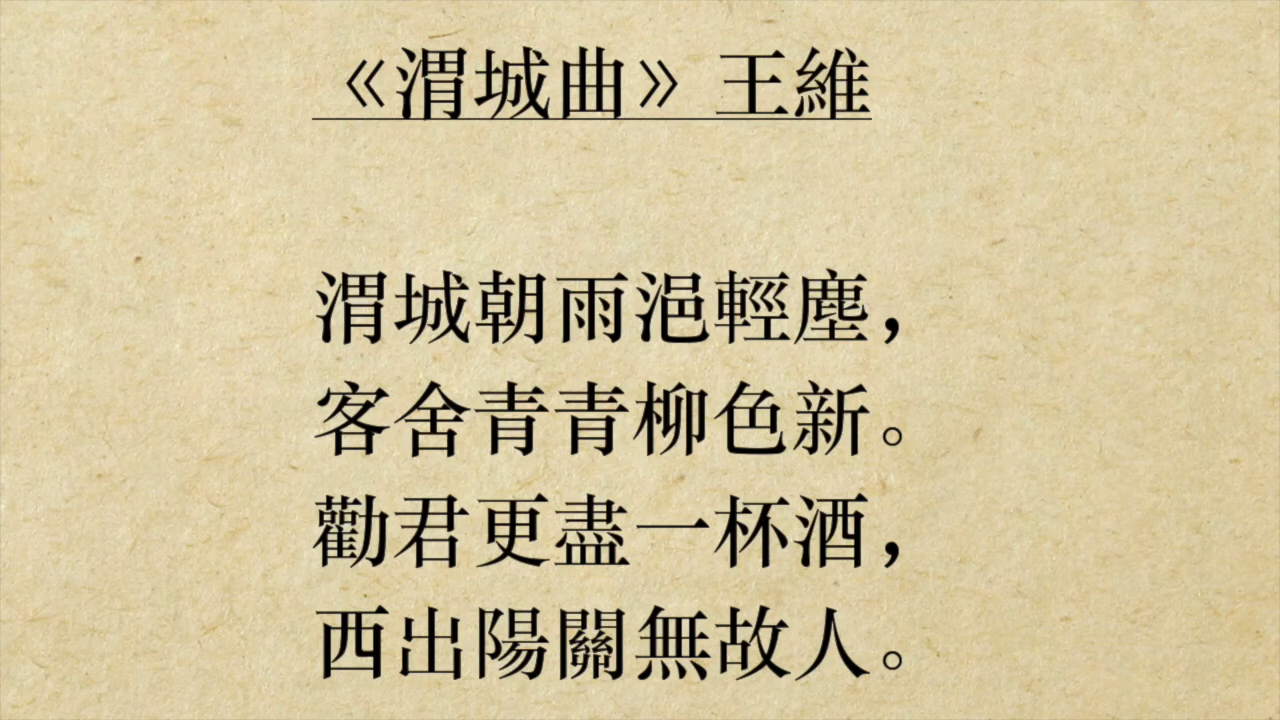 《渭城曲》王維
渭城朝雨浥輕塵，
客舍青青柳色新。
勸君更盡一杯酒，
西出陽關無故人。